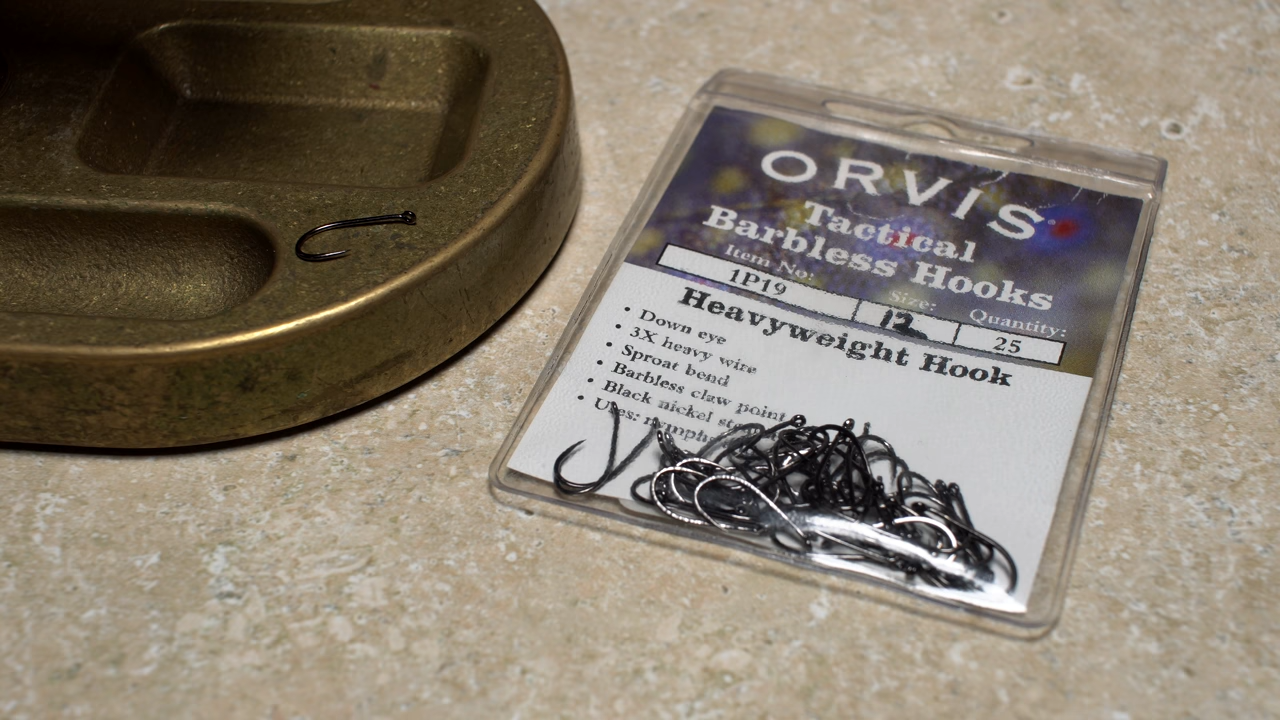 ORVIS
Tactical
Barbless Hooks
Item No: Size: Quantity:
1P19 12 25
Heavyweight Hook
• Down eye
• 3X heavy wire
• Sproat bend
• Barbless claw point
• Black nickel
• Uses: nymphs